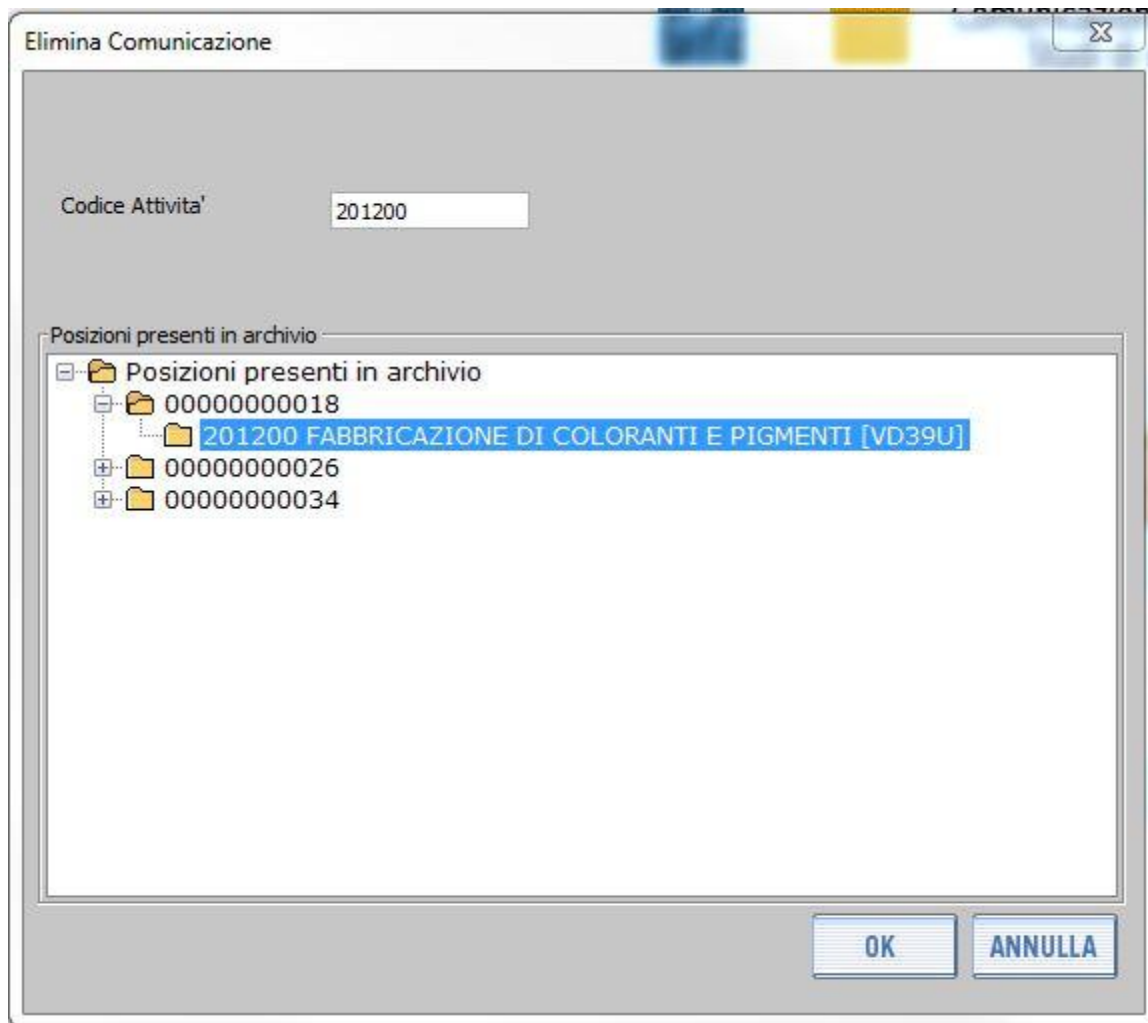 Elimina Comunicazione
Codice Attivita'
201200
Posizioni presenti in archivio
Posizioni presenti in archivio
00000000018
201200 FABBRICAZIONE DI COLORANTI E PIGMENTI [VD39U]
00000000026
00000000034
OK
ANNULLA